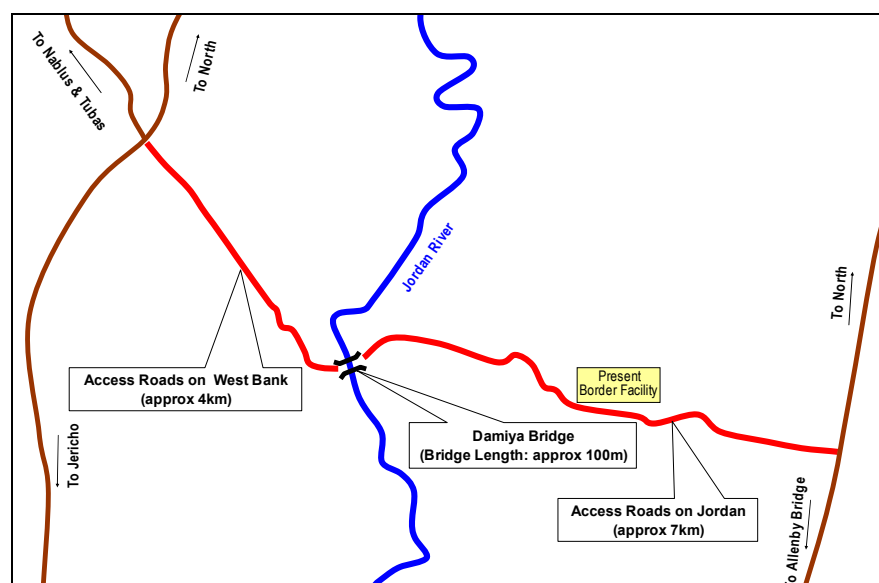 To Nablus & Tubas
To North
Jordan River
To North
Access Roads on West Bank
(approx 4km)
Present
Border Facility
Damiya Bridge
(Bridge Length: approx 100m)
To Jericho
Access Roads on Jordan
(approx 7km)
To Allenby Bridge